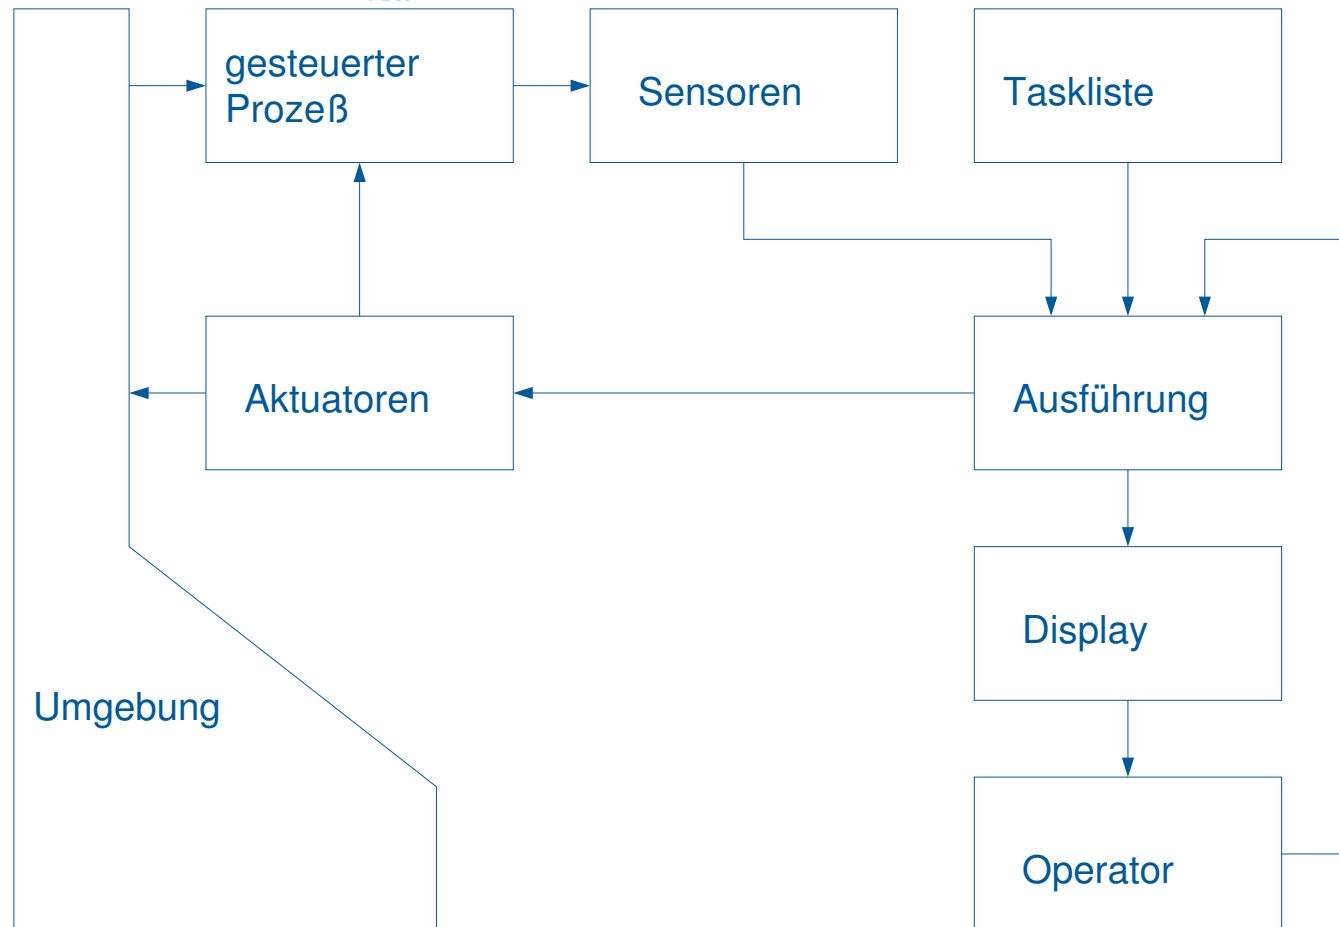 gesteuerter
Prozeß
Sensoren
Taskliste
Aktuatoren
Ausführung
Display
Umgebung
Operator